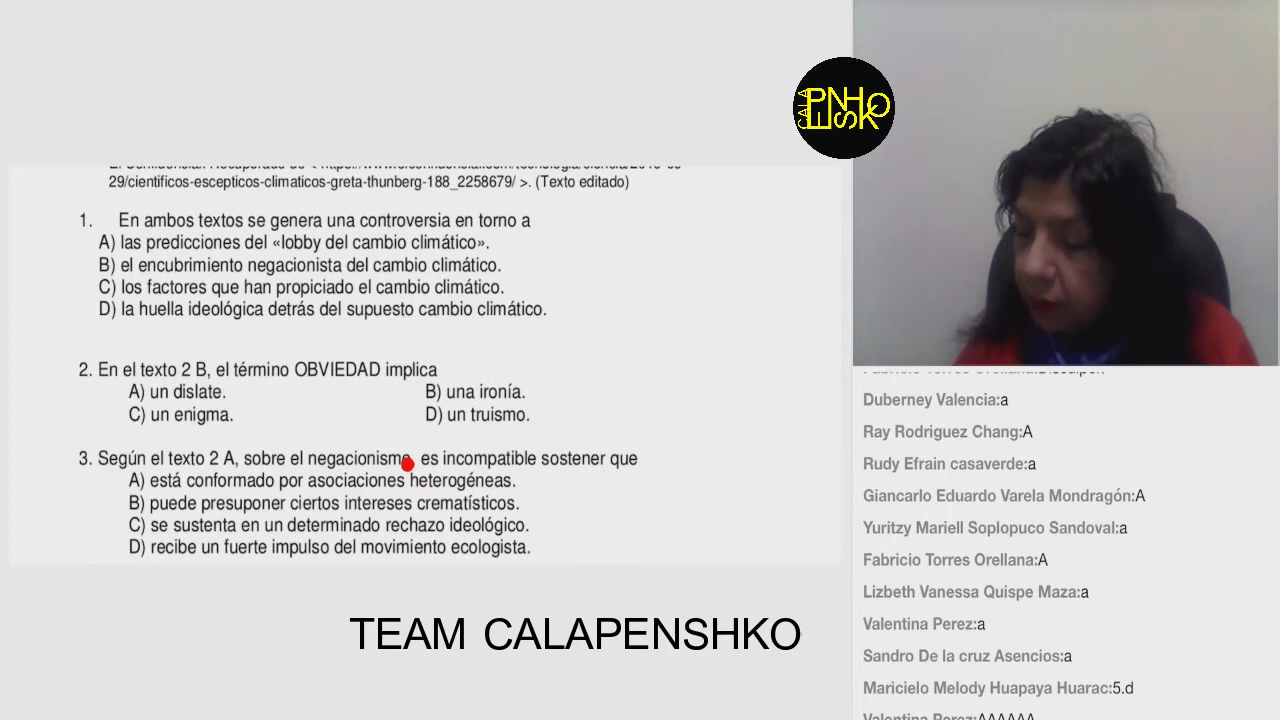 29/cientificos-escepticos-climaticos-greta-thunberg-188_2258679/ >. (Texto editado)
1. En ambos textos se genera una controversia en torno a
A) las predicciones del «lobby del cambio climático».
B) el encubrimiento negacionista del cambio climático.
C) los factores que han propiciado el cambio climático.
D) la huella ideológica detrás del supuesto cambio climático.
2. En el texto 2 B, el término OBVIEDAD implica
A) un dislate. B) una ironía.
C) un enigma. D) un truismo.
3. Según el texto 2 A, sobre el negacionismo, es incompatible sostener que
A) está conformado por asociaciones heterogéneas.
B) puede presuponer ciertos intereses crematísticos.
C) se sustenta en un determinado rechazo ideológico.
D) recibe un fuerte impulso del movimiento ecologista.
TEAM CALAPENSHKO
CALA
PENSHKO
Duberney Valencia:a
Ray Rodriguez Chang:A
Rudy Efrain casaverde:a
Giancarlo Eduardo Varela Mondragón:A
Yuritzy Mariell Soplopuco Sandoval:a
Fabricio Torres Orellana:A
Lizbeth Vanessa Quispe Maza:a
Valentina Perez:a
Sandro De la cruz Asencios:a
Maricielo Melody Huapaya Huarac:5.d
Valentina Perez:AAAAAA